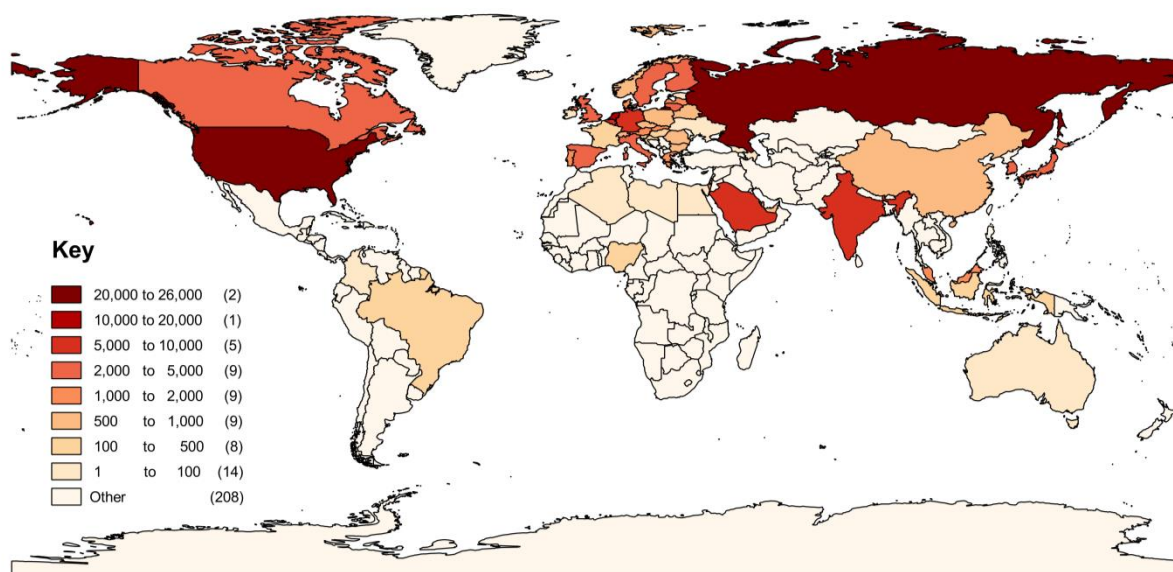 Key
20,000 to 26,000 (2)
10,000 to 20,000 (1)
5,000 to 10,000 (5)
2,000 to 5,000 (9)
1,000 to 2,000 (9)
500 to 1,000 (9)
100 to 500 (8)
1 to 100 (14)
Other (208)